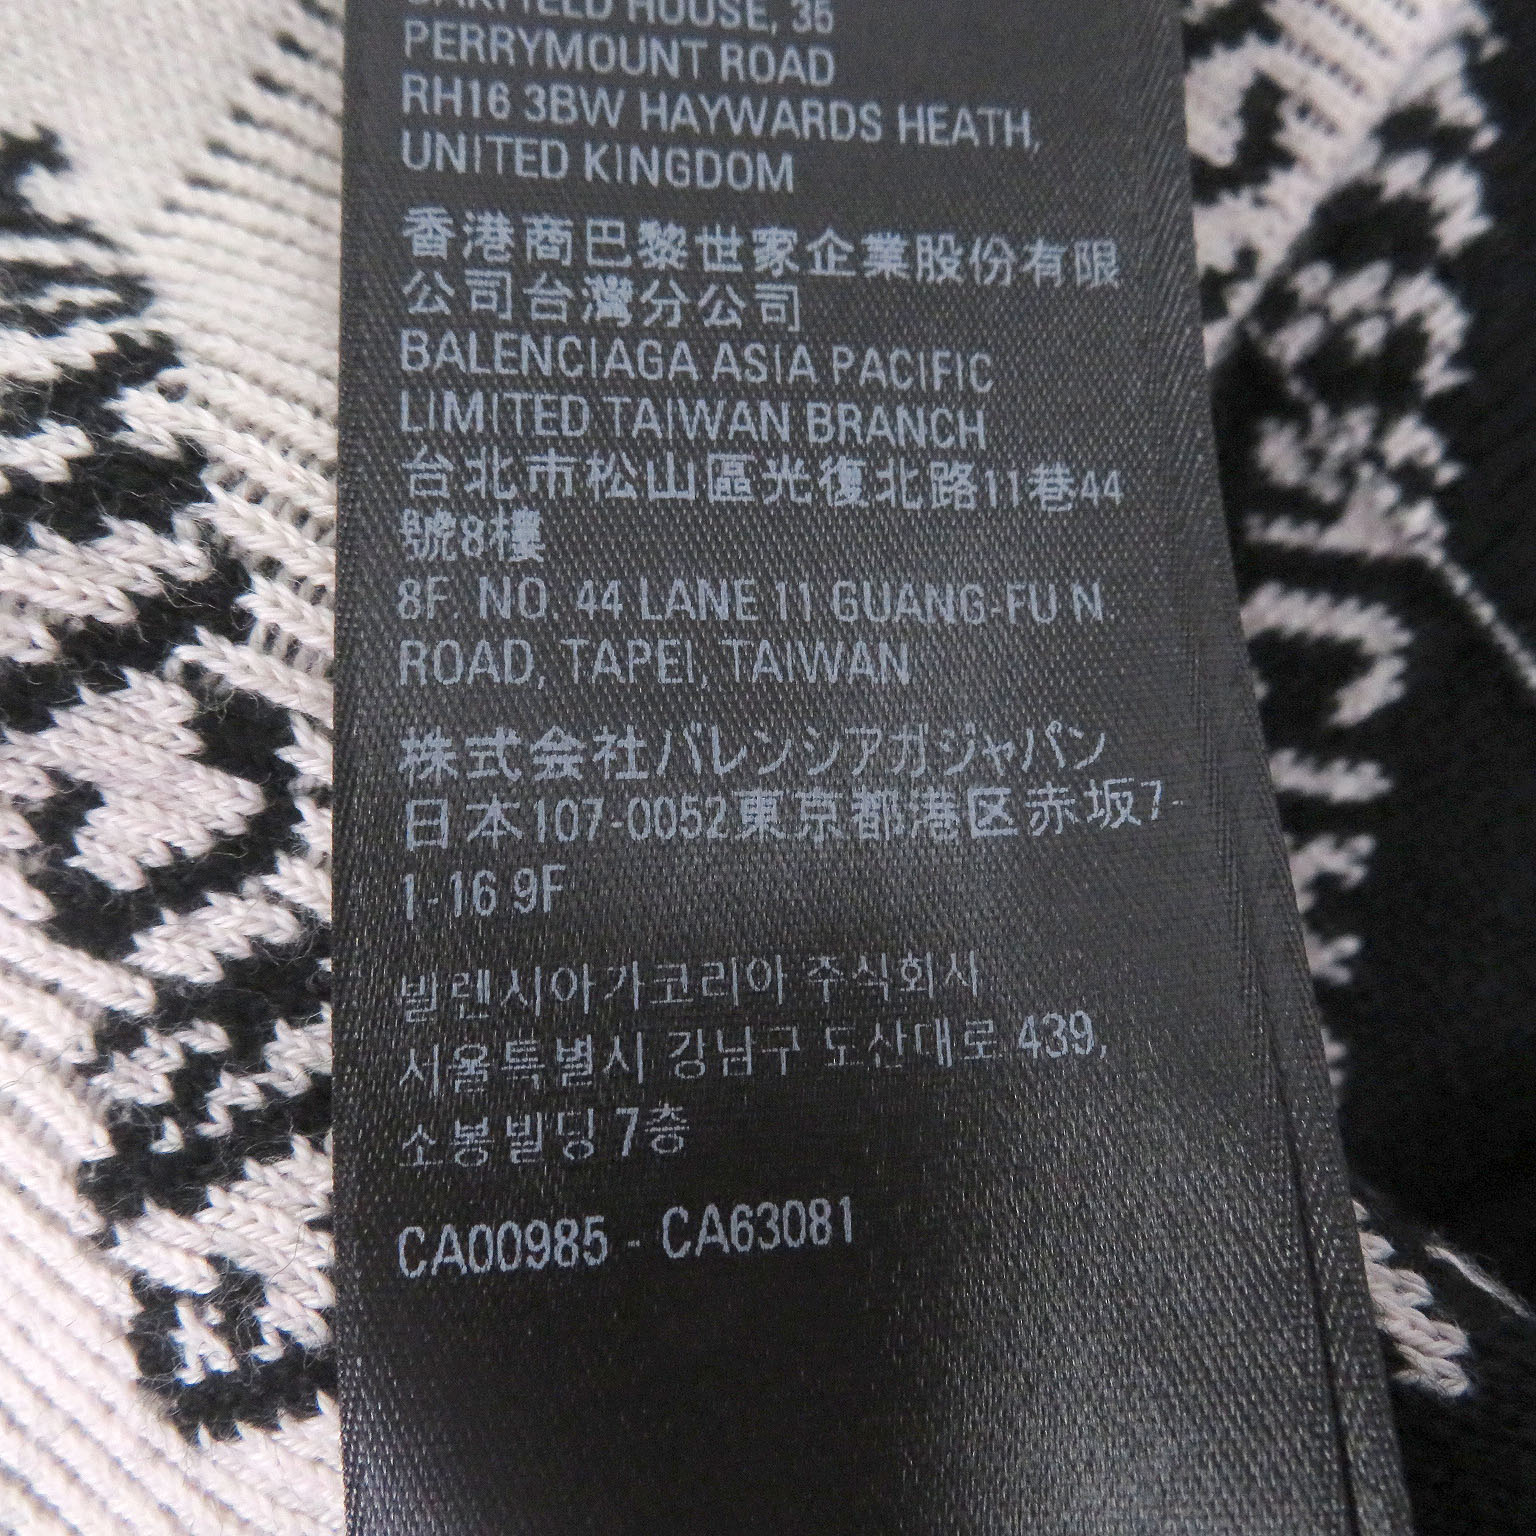 OAKFIELD HOUSE, 36
PERRYMOUNT ROAD
RH16 3BW HAYWARDS HEATH,
UNITED KINGDOM
香港商巴黎世家企業股份有限
公司台灣分公司
BALENCIAGA ASIA PACIFIC
LIMITED TAIWAN BRANCH
台北市松山區光復北路11巷44
號8樓
8F. NO. 44 LANE 11 GUANG-FU N.
ROAD, TAPEI, TAIWAN
株式会社バレンシアガジャパン
日本107-0052東京都港区赤坂7-
1-16 9F
발렌시아가코리아 주식회사
서울특별시 강남구 도산대로 439,
소봉빌딩 7층
CA00985 - CA63081